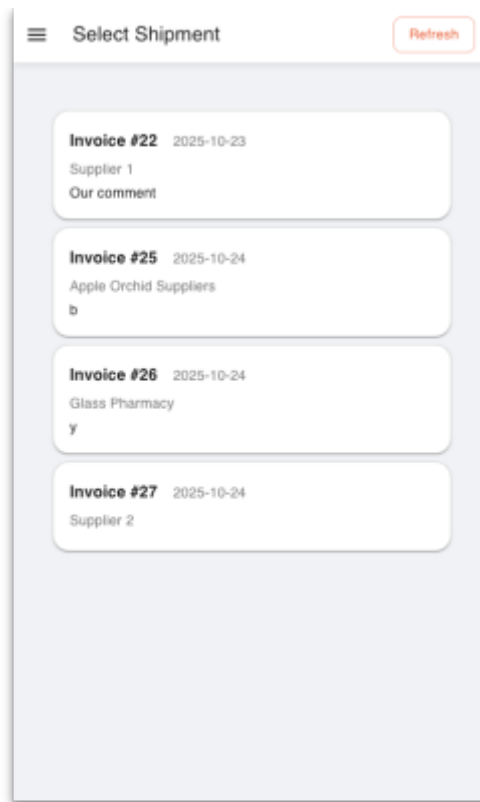 Select Shipment
Refresh
Invoice #22 2025-10-23
Supplier 1
Our comment
Invoice #25 2025-10-24
Apple Orchid Suppliers
b
Invoice #26 2025-10-24
Glass Pharmacy
y
Invoice #27 2025-10-24
Supplier 2